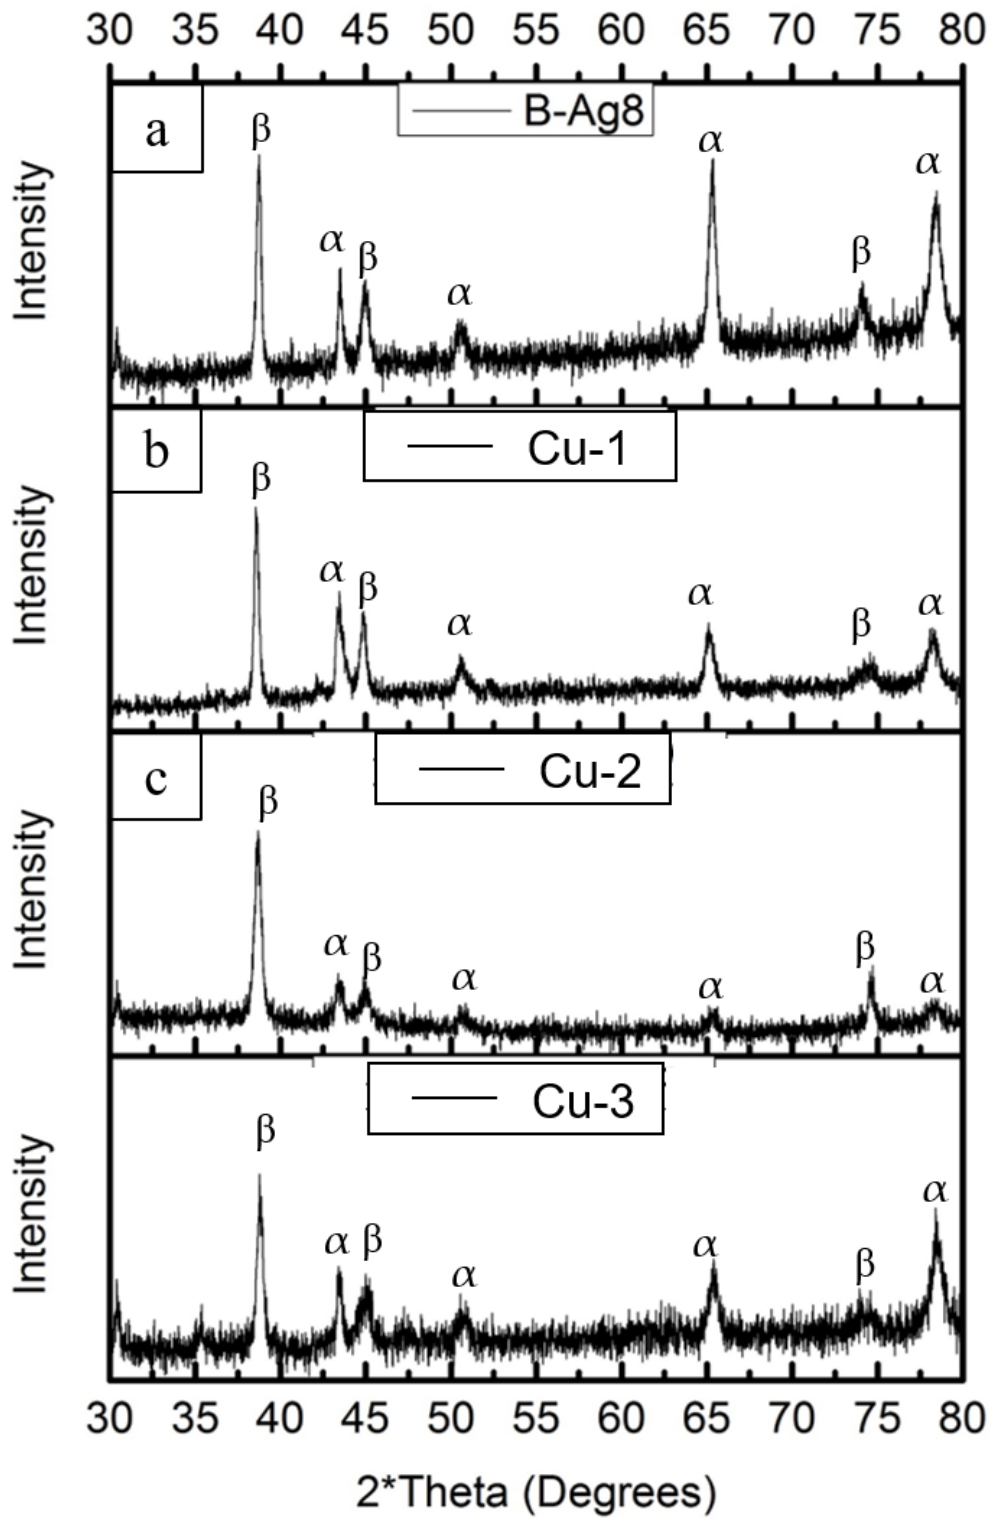 30 35 40 45 50 55 60 65 70 75 80
a
B-Ag8
Intensity
β α β α α β α
b
Cu-1
Intensity
β α β α α β α
c
Cu-2
Intensity
β α β α α β α
Cu-3
Intensity
β α β α α β α
30 35 40 45 50 55 60 65 70 75 80
2*Theta (Degrees)